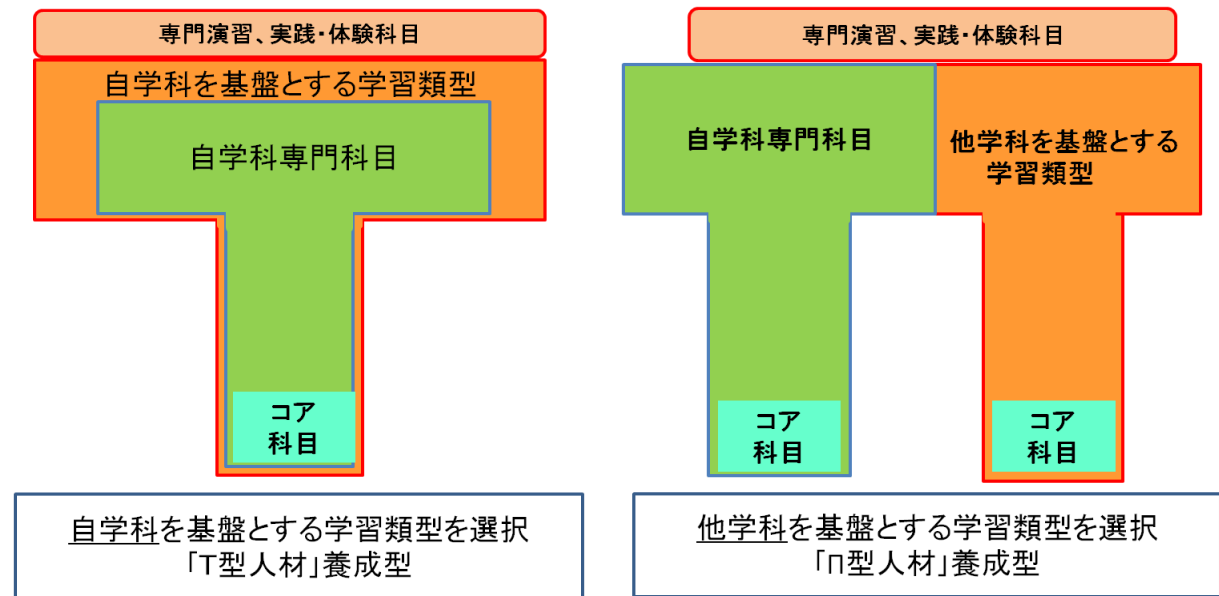 専門演習、実践・体験科目
自学科を基盤とする学習類型
自学科専門科目
コア
科目
自学科を基盤とする学習類型を選択
「T型人材」養成型
専門演習、実践・体験科目
自学科専門科目
他学科を基盤とする
学習類型
コア
科目
コア
科目
他学科を基盤とする学習類型を選択
「Π型人材」養成型